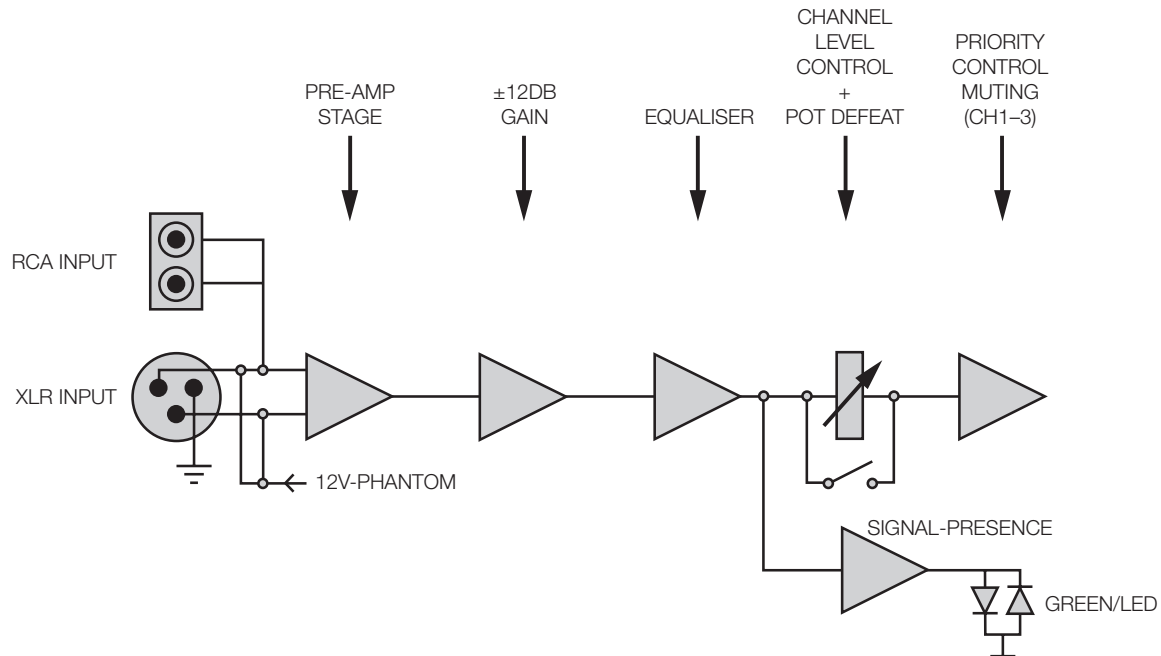 CHANNEL
LEVEL
CONTROL
+
POT DEFEAT
PRIORITY
CONTROL
MUTING
(CH1–3)
PRE-AMP
STAGE
±12DB
GAIN
EQUALISER
RCA INPUT
XLR INPUT
12V-PHANTOM
SIGNAL-PRESENCE
GREEN/LED